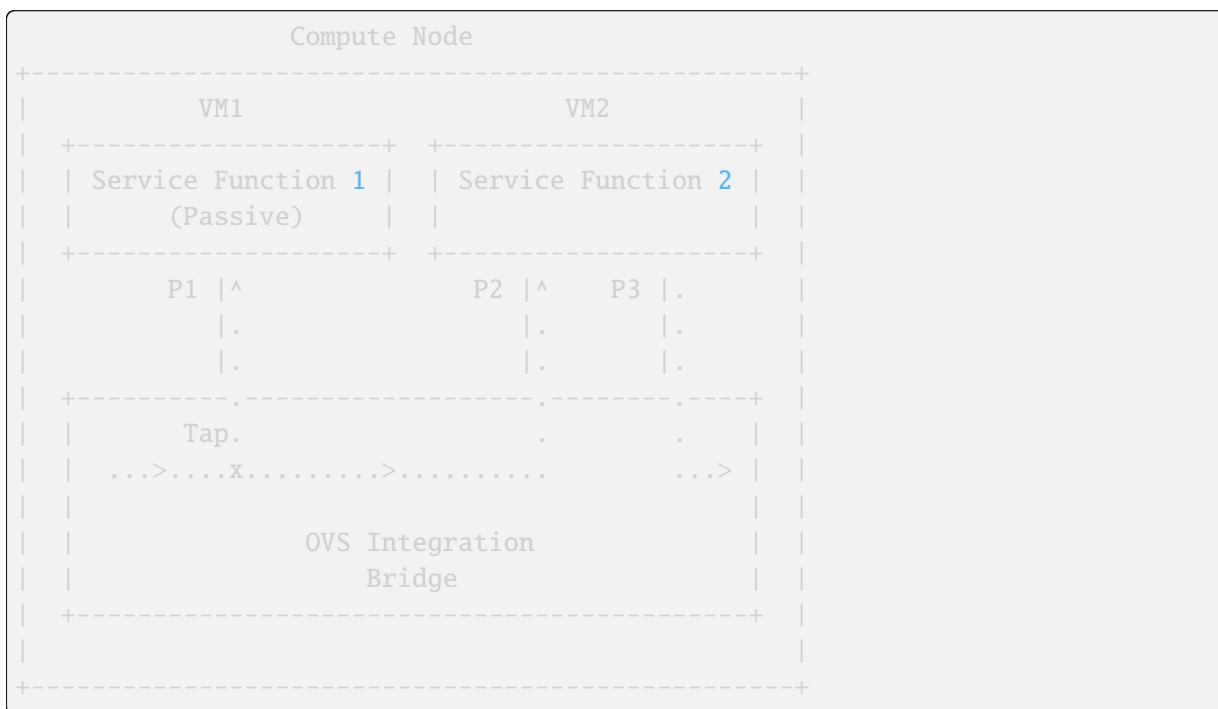 Compute Node
+--------------------------------------------------+
|           VM1                     VM2            |
|  +--------------------+  +--------------------+  |
|  | Service Function 1 |  | Service Function 2 |  |
|  |      (Passive)     |  |                    |  |
|  +--------------------+  +--------------------+  |
|         P1 |^               P2 |^    P3 |.       |
|            |.                  |.       |.       |
|            |.                  |.       |.       |
|  +----------.-------------------.--------.----+  |
|  |       Tap.                   .        .    |  |
|  |  ...>....x.........>..........        ...> |  |
|  |                                            |  |
|  |               OVS Integration              |  |
|  |                   Bridge                   |  |
|  +--------------------------------------------+  |
|                                                  |
+--------------------------------------------------+